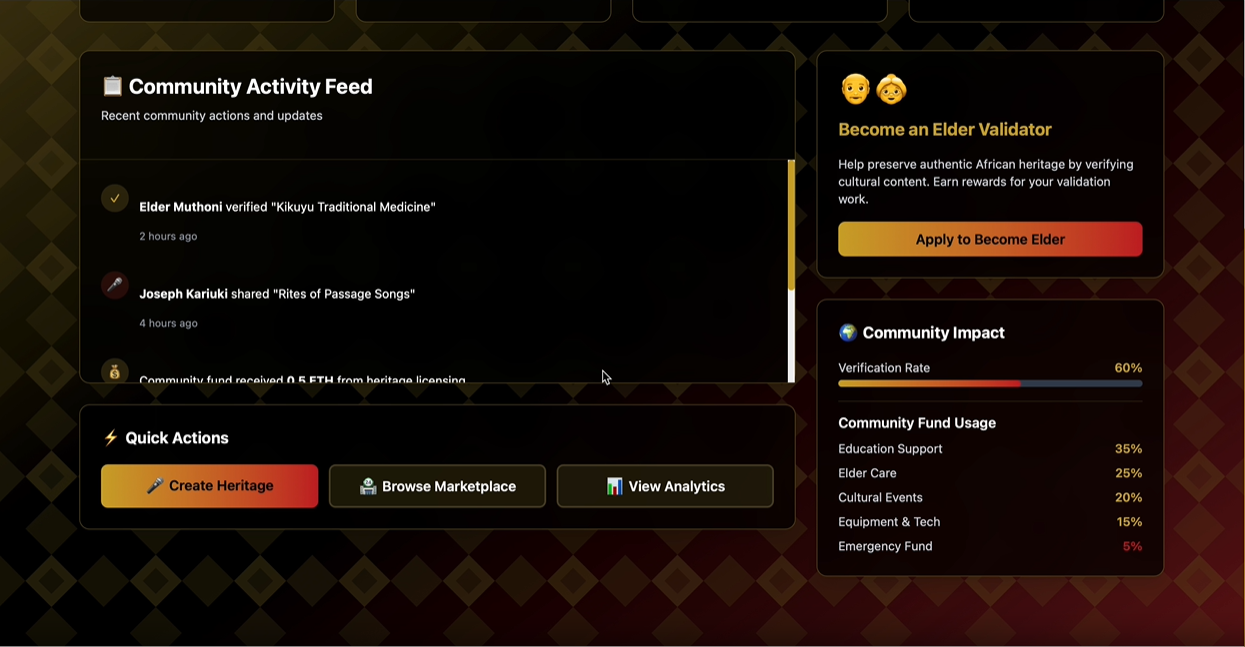 Community Activity Feed
Recent community actions and updates
Elder Muthoni verified "Kikuyu Traditional Medicine"
2 hours ago
Joseph Kariuki shared "Rites of Passage Songs"
4 hours ago
Community fund received 0.5 ETH from heritage licensing
Quick Actions
Create Heritage
Browse Marketplace
View Analytics
Become an Elder Validator
Help preserve authentic African heritage by verifying
cultural content. Earn rewards for your validation
work.
Apply to Become Elder
Community Impact
Verification Rate 60%
Community Fund Usage
Education Support 35%
Elder Care 25%
Cultural Events 20%
Equipment & Tech 15%
Emergency Fund 5%